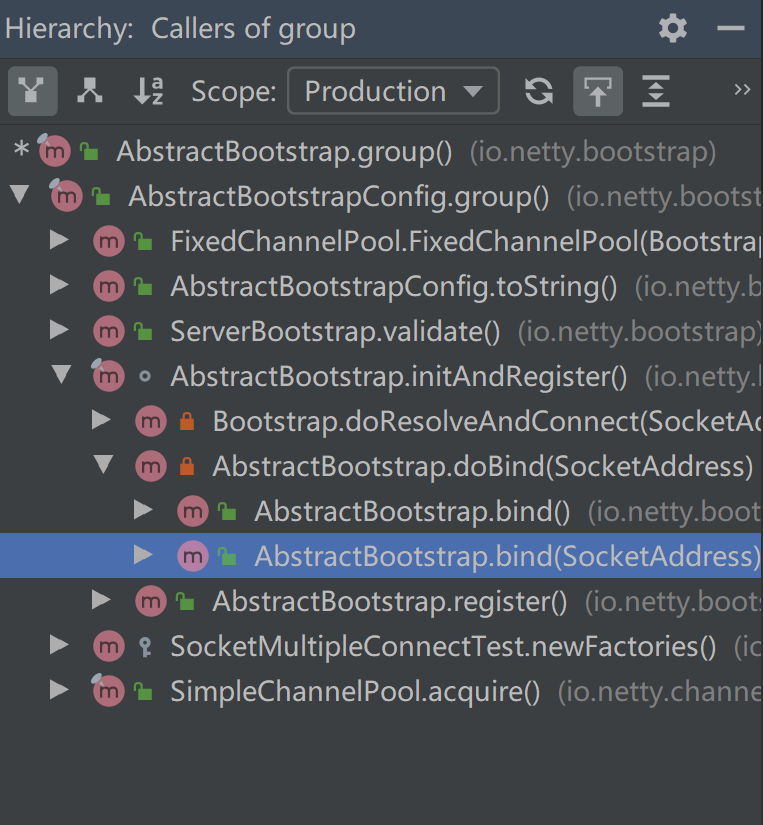 Hierarchy: Callers of group
Scope: Production
* AbstractBootstrap.group() (io.netty.bootstrap)
AbstractBootstrapConfig.group() (io.netty.bootst
FixedChannelPool.FixedChannelPool(Bootstrap
AbstractBootstrapConfig.toString() (io.netty.b
ServerBootstrap.validate() (io.netty.bootstrap)
AbstractBootstrap.initAndRegister() (io.netty.
Bootstrap.doResolveAndConnect(SocketAd
AbstractBootstrap.doBind(SocketAddress)
AbstractBootstrap.bind() (io.netty.boot
AbstractBootstrap.bind(SocketAddress)
AbstractBootstrap.register() (io.netty.boots
SocketMultipleConnectTest.newFactories() (io
SimpleChannelPool.acquire() (io.netty.channe